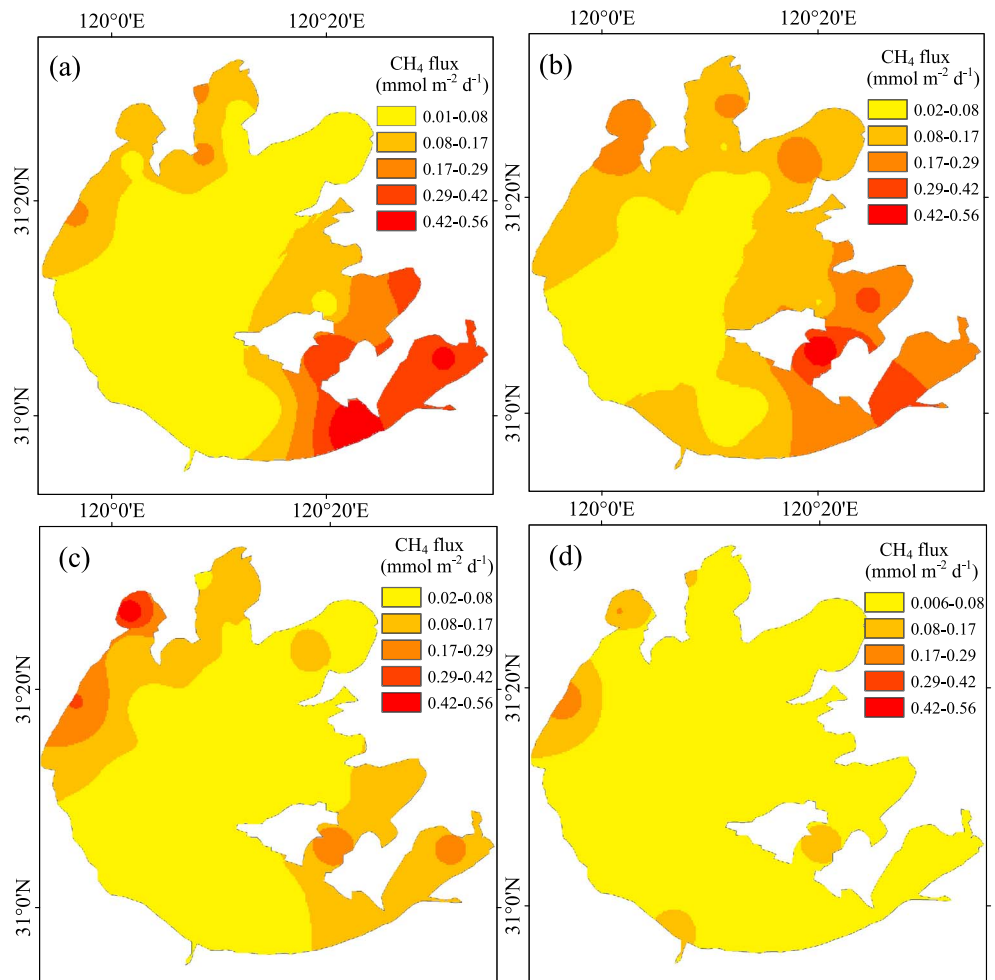 120°0'E 120°20'E 120°0'E 120°20'E
(a)
CH₄ flux
(mmol m⁻² d⁻¹)
0.01-0.08
0.08-0.17
0.17-0.29
0.29-0.42
0.42-0.56
31°20'N
31°0'N
(b)
CH₄ flux
(mmol m⁻² d⁻¹)
0.02-0.08
0.08-0.17
0.17-0.29
0.29-0.42
0.42-0.56
31°20'N
31°0'N
120°0'E 120°20'E 120°0'E 120°20'E
(c)
CH₄ flux
(mmol m⁻² d⁻¹)
0.02-0.08
0.08-0.17
0.17-0.29
0.29-0.42
0.42-0.56
31°20'N
31°0'N
(d)
CH₄ flux
(mmol m⁻² d⁻¹)
0.006-0.08
0.08-0.17
0.17-0.29
0.29-0.42
0.42-0.56
31°20'N
31°0'N